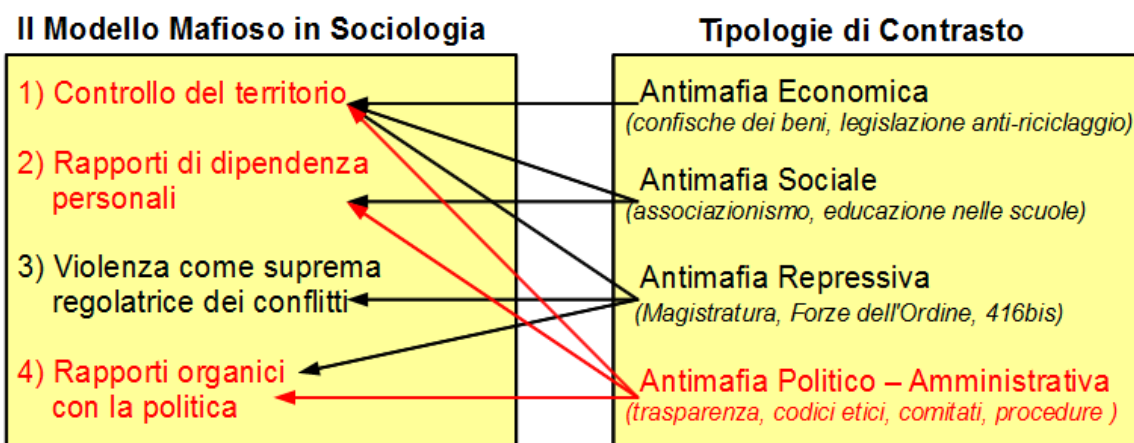 Il Modello Mafioso in Sociologia
1) Controllo del territorio
2) Rapporti di dipendenza
personali
3) Violenza come suprema
regolatrice dei conflitti
4) Rapporti organici
con la politica
Tipologie di Contrasto
Antimafia Economica
(confische dei beni, legislazione anti-riciclaggio)
Antimafia Sociale
(associazionismo, educazione nelle scuole)
Antimafia Repressiva
(Magistratura, Forze dell'Ordine, 416bis)
Antimafia Politico – Amministrativa
(trasparenza, codici etici, comitati, procedure )